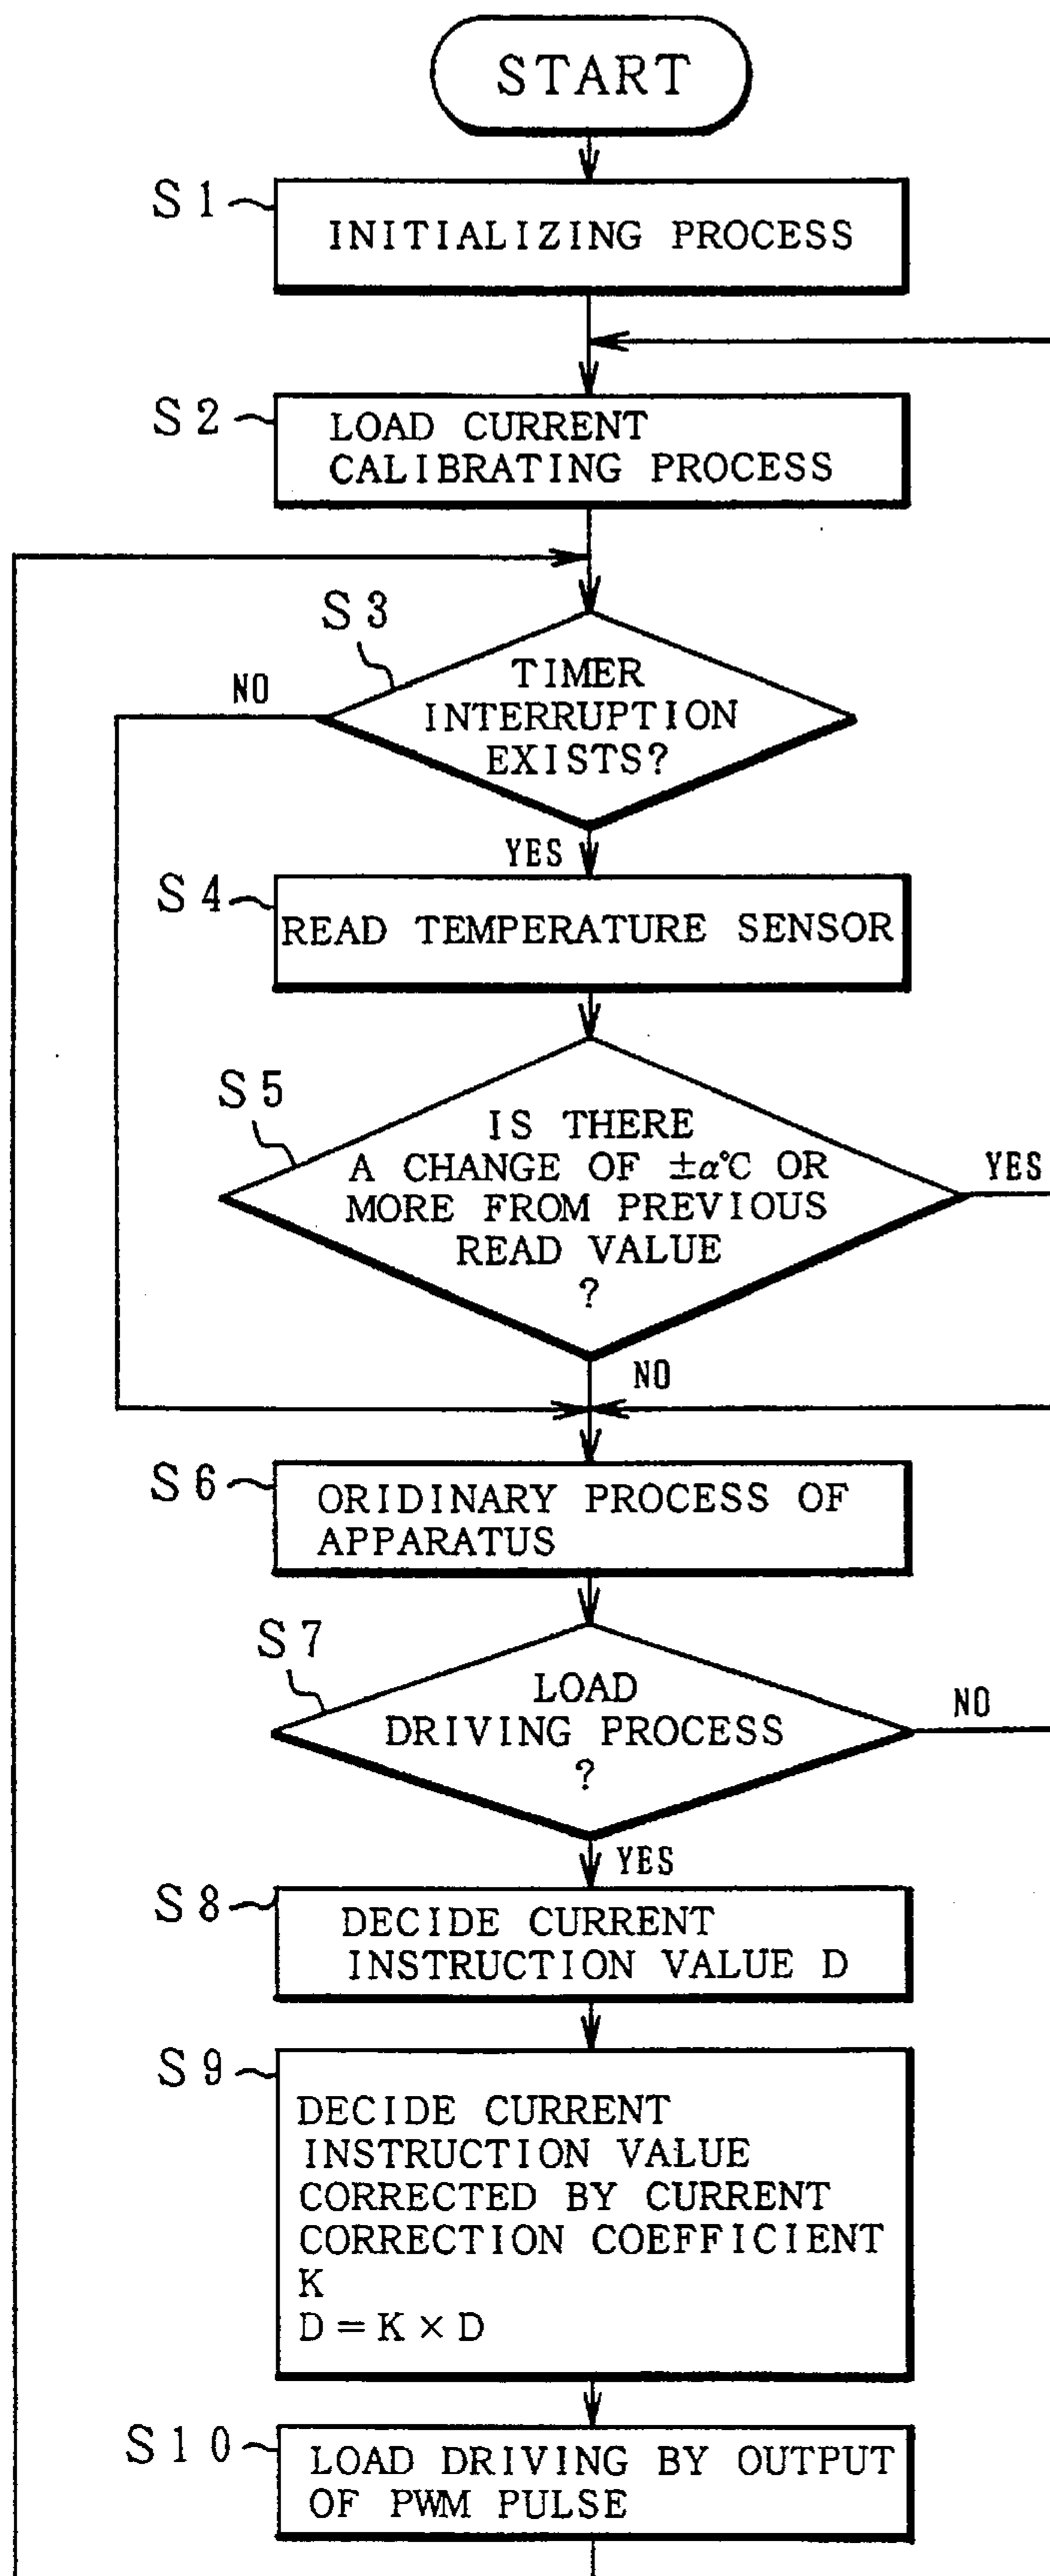 START
S1
INITIALIZING PROCESS
S2
LOAD CURRENT
CALIBRATING PROCESS
S3
NO
TIMER
INTERRUPTION
EXISTS?
YES
S4
READ TEMPERATURE SENSOR
S5
IS THERE
A CHANGE OF ±α℃ OR
MORE FROM PREVIOUS
READ VALUE
?
YES
NO
S6
ORIDINARY PROCESS OF
APPARATUS
S7
LOAD
DRIVING PROCESS
?
NO
YES
S8
DECIDE CURRENT
INSTRUCTION VALUE D
S9
DECIDE CURRENT
INSTRUCTION VALUE
CORRECTED BY CURRENT
CORRECTION COEFFICIENT
K
D=K×D
S10
LOAD DRIVING BY OUTPUT
OF PWM PULSE